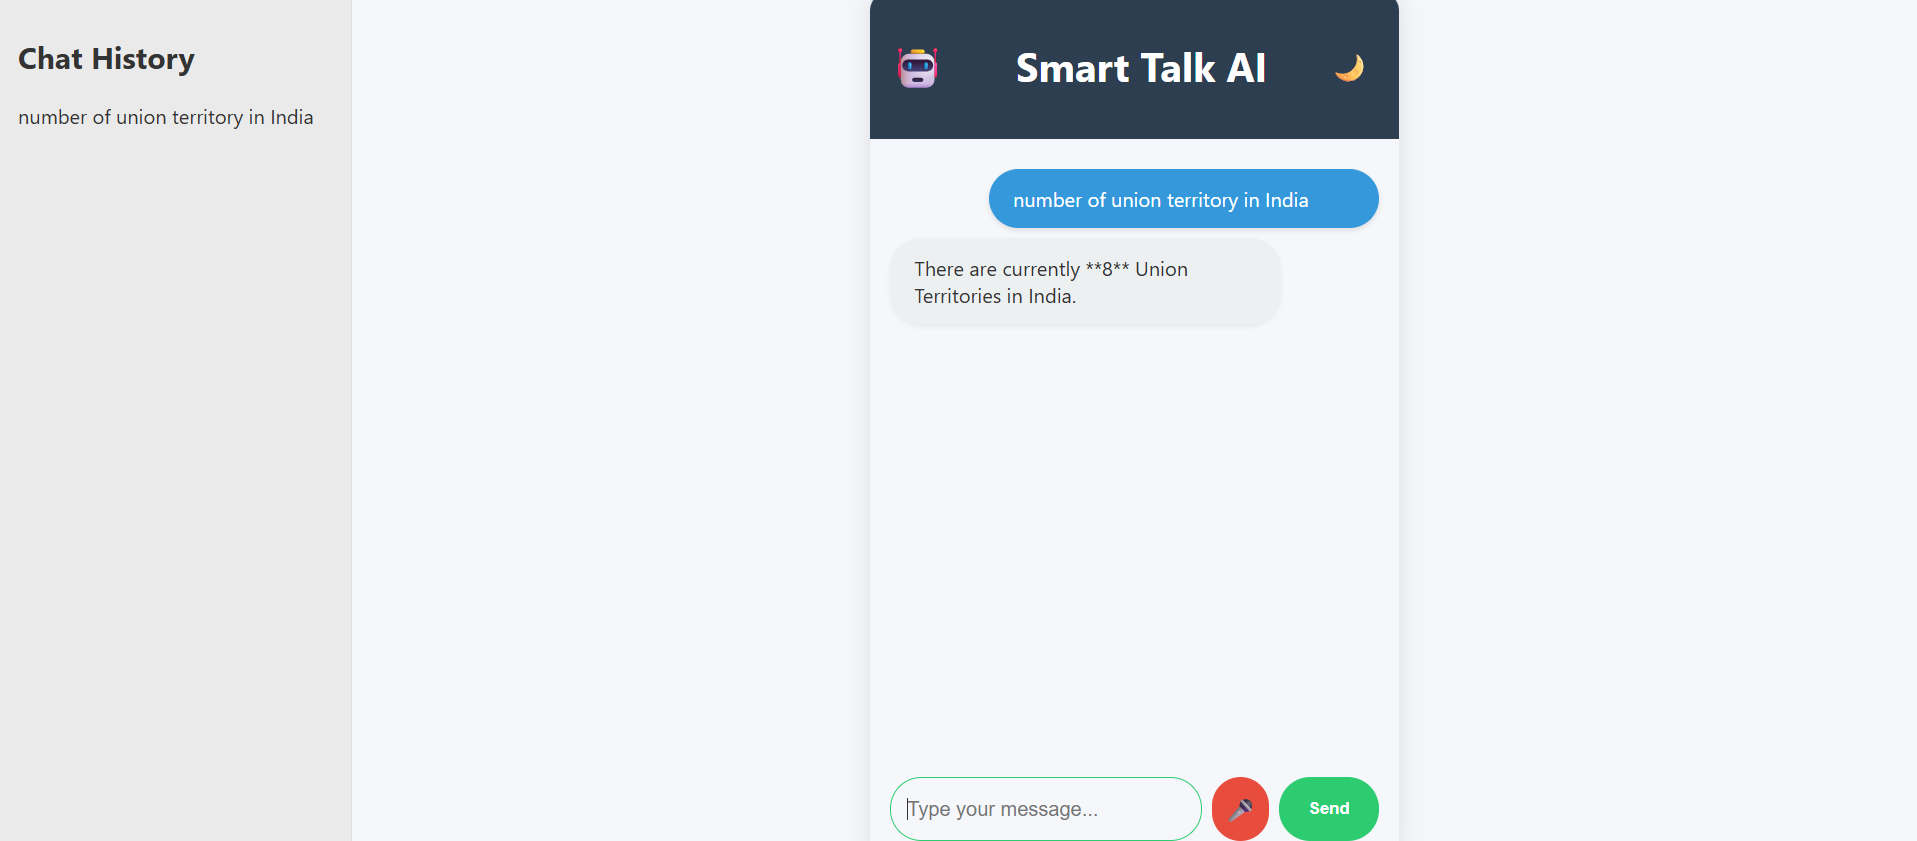 Chat History
number of union territory in India
Smart Talk AI
number of union territory in India
There are currently **8** Union
Territories in India.
Type your message...
Send